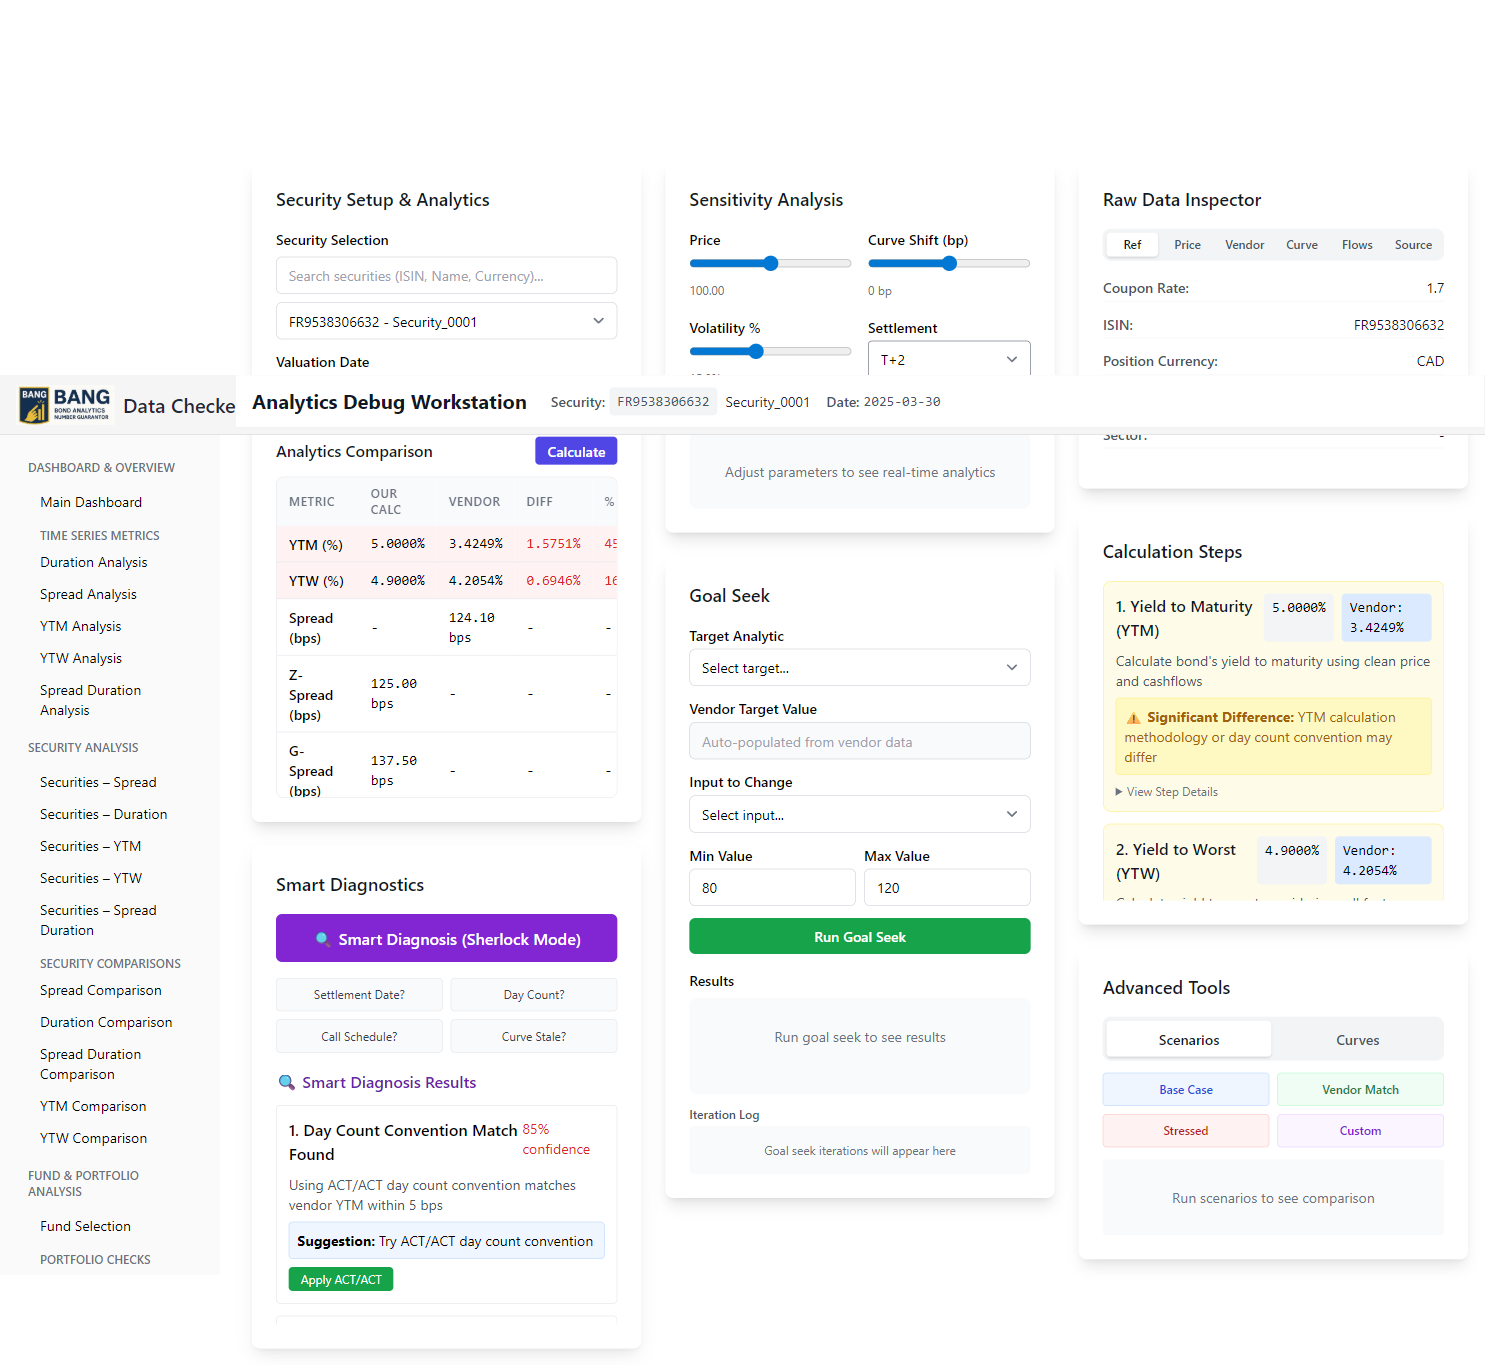 Security Setup & Analytics
Security Selection
Search securities (ISIN, Name, Currency)...
FR9538306632 - Security_0001
Valuation Date
Sensitivity Analysis
Price
Curve Shift (bp)
100.00
0 bp
Volatility %
Settlement
T+2
Raw Data Inspector
Ref
Price
Vendor
Curve
Flows
Source
Coupon Rate:
1.7
ISIN:
FR9538306632
Position Currency:
CAD
BANG
BANG
BOND ANALYTICS
NUMBER GUARANTOR
Data Checke
Analytics Debug Workstation
Security: FR9538306632 Security_0001 Date: 2025-03-30
DASHBOARD & OVERVIEW
Main Dashboard
TIME SERIES METRICS
Duration Analysis
Spread Analysis
YTM Analysis
YTW Analysis
Spread Duration
Analysis
SECURITY ANALYSIS
Securities – Spread
Securities – Duration
Securities – YTM
Securities – YTW
Securities – Spread
Duration
SECURITY COMPARISONS
Spread Comparison
Duration Comparison
Spread Duration
Comparison
YTM Comparison
YTW Comparison
FUND & PORTFOLIO
ANALYSIS
Fund Selection
PORTFOLIO CHECKS
Analytics Comparison
Calculate
METRIC
OUR
CALC
VENDOR
DIFF
%
YTM (%)
5.0000%
3.4249%
1.5751%
45
YTW (%)
4.9000%
4.2054%
0.6946%
16
Spread
(bps)
-
124.10
bps
-
-
Z-
Spread
(bps)
125.00
bps
-
-
-
G-
Spread
(bps)
137.50
bps
-
-
-
Smart Diagnostics
Smart Diagnosis (Sherlock Mode)
Settlement Date?
Day Count?
Call Schedule?
Curve Stale?
Smart Diagnosis Results
1. Day Count Convention Match
Found
85%
confidence
Using ACT/ACT day count convention matches
vendor YTM within 5 bps
Suggestion: Try ACT/ACT day count convention
Apply ACT/ACT
Adjust parameters to see real-time analytics
Goal Seek
Target Analytic
Select target...
Vendor Target Value
Auto-populated from vendor data
Input to Change
Select input...
Min Value
Max Value
80
120
Run Goal Seek
Results
Run goal seek to see results
Iteration Log
Goal seek iterations will appear here
Sector:
-
Calculation Steps
1. Yield to Maturity
(YTM)
5.0000%
Vendor:
3.4249%
Calculate bond's yield to maturity using clean price
and cashflows
Significant Difference: YTM calculation
methodology or day count convention may
differ
View Step Details
2. Yield to Worst
(YTW)
4.9000%
Vendor:
4.2054%
Advanced Tools
Scenarios
Curves
Base Case
Vendor Match
Stressed
Custom
Run scenarios to see comparison